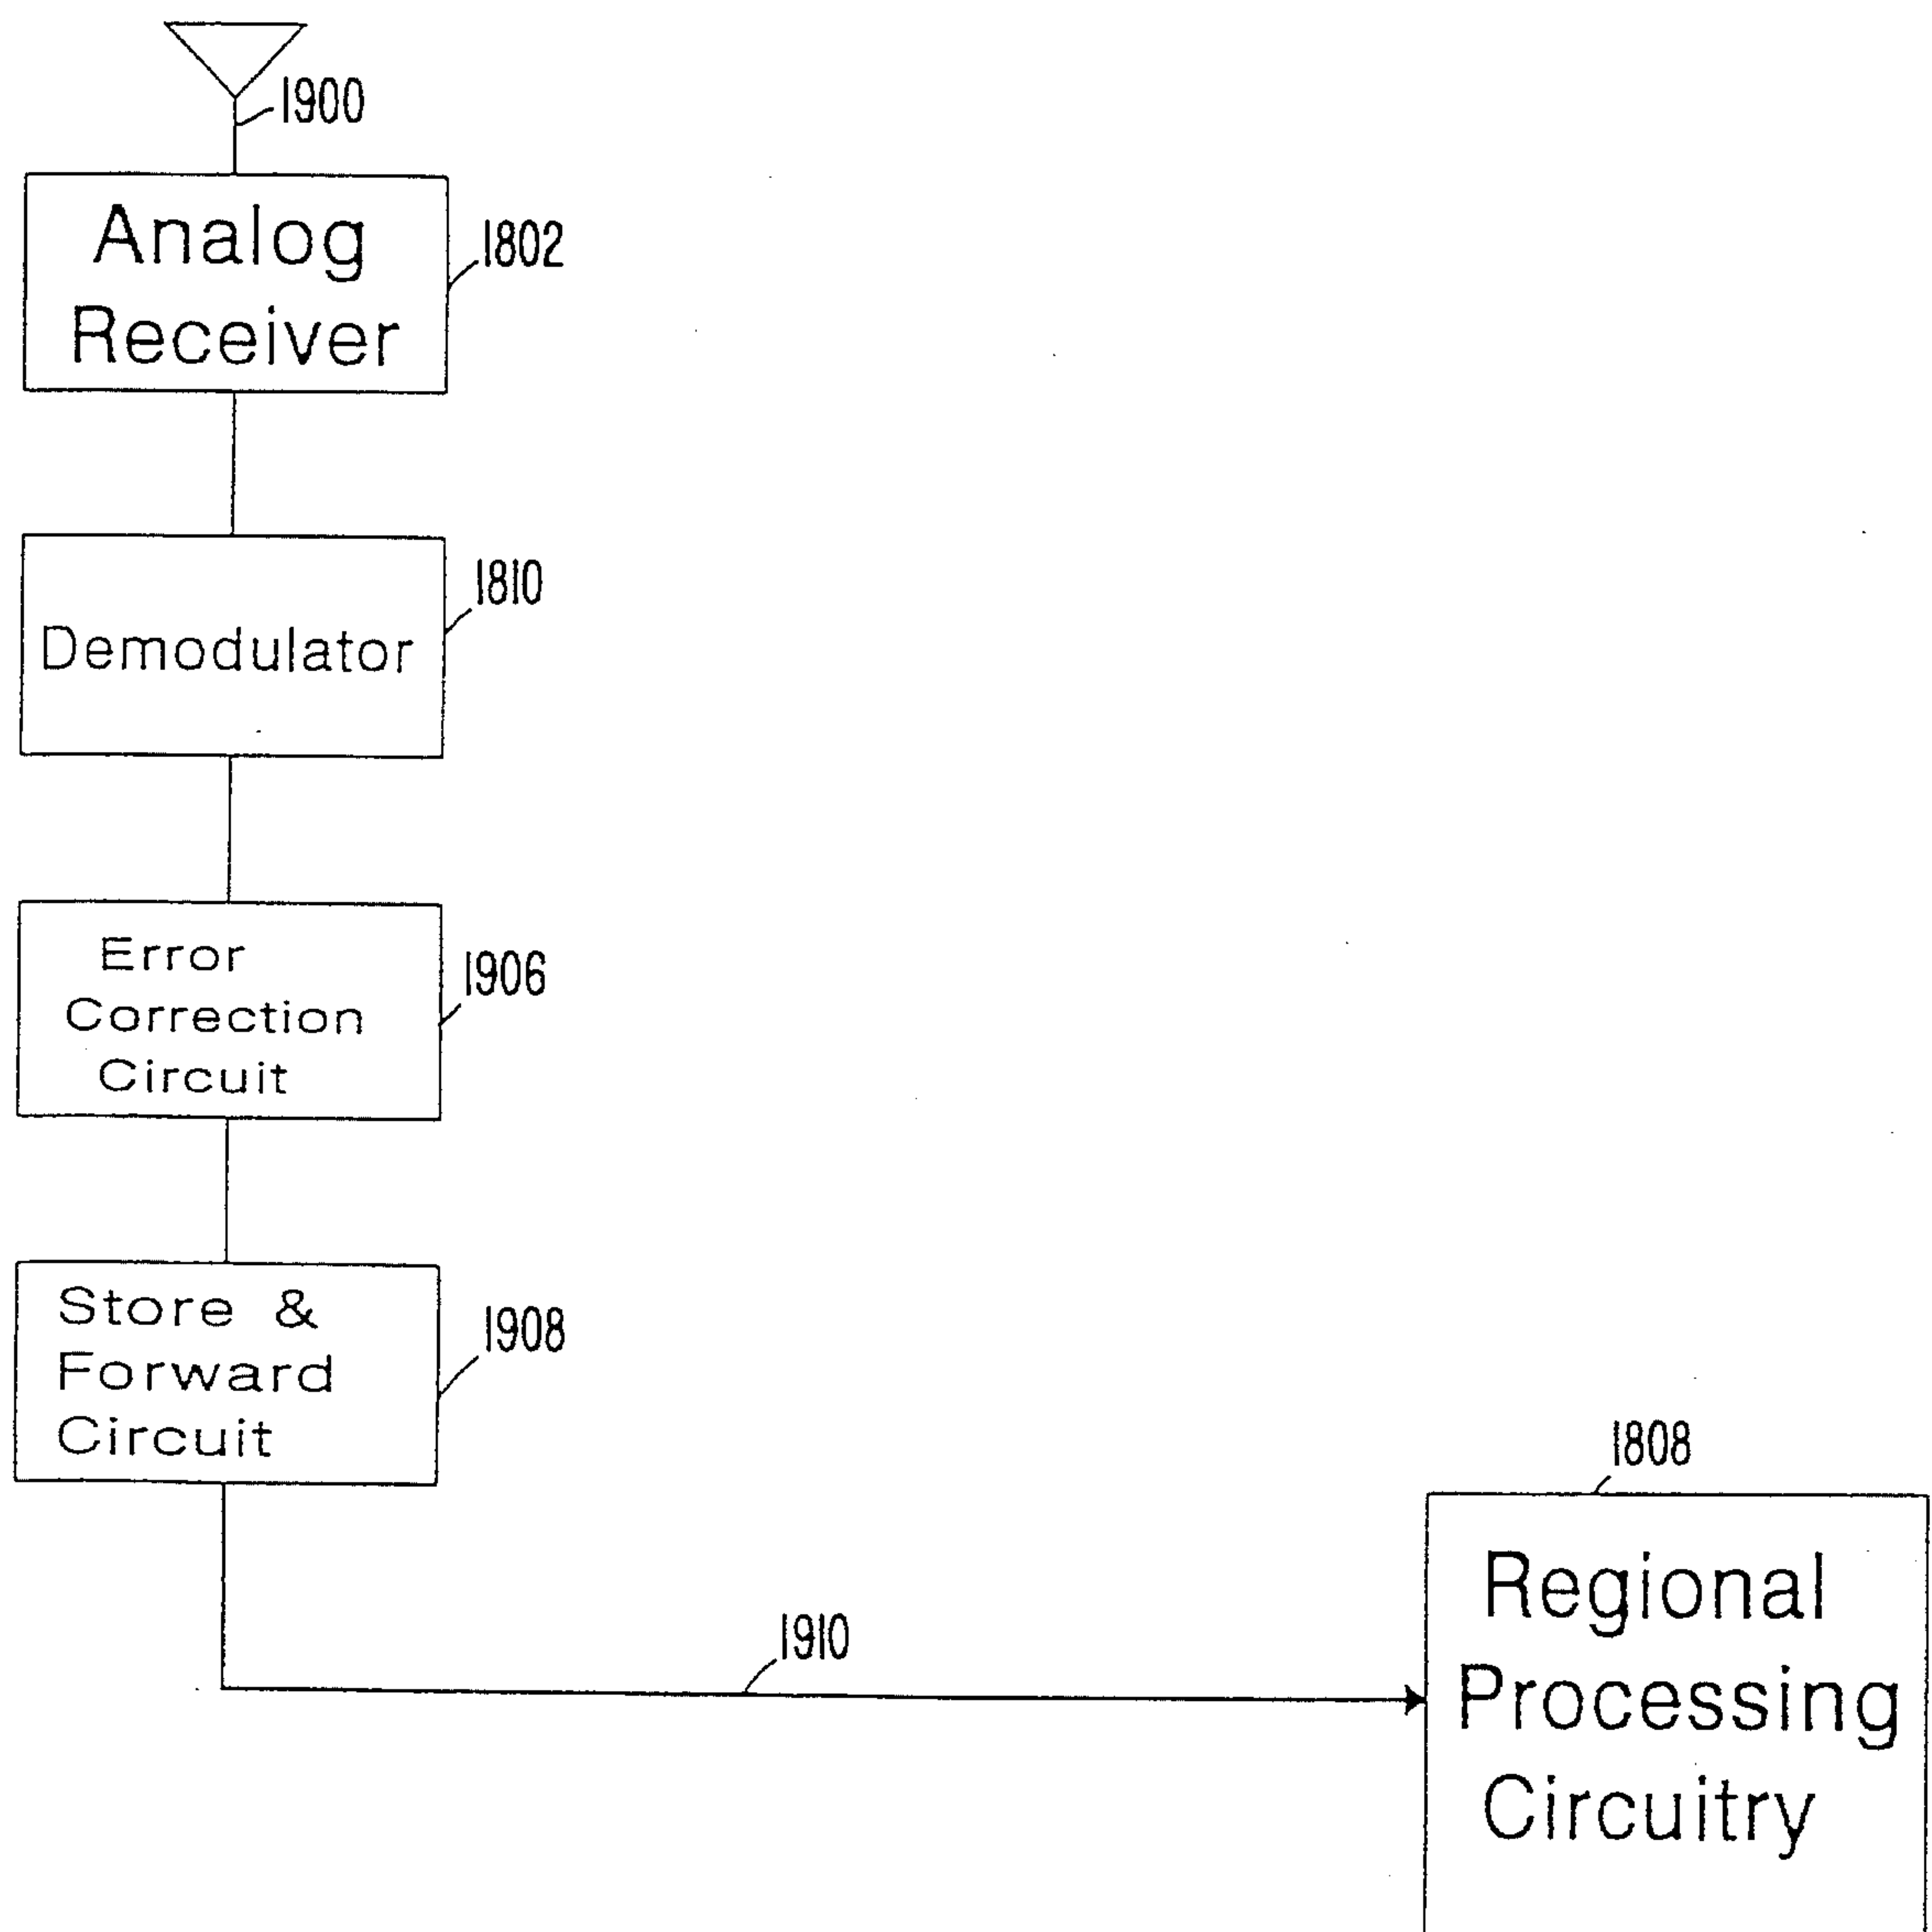 1900
Analog
Receiver
1802
Demodulator
1810
Error
Correction
Circuit
1906
Store &
Forward
Circuit
1908
1910
1808
Regional
Processing
Circuitry